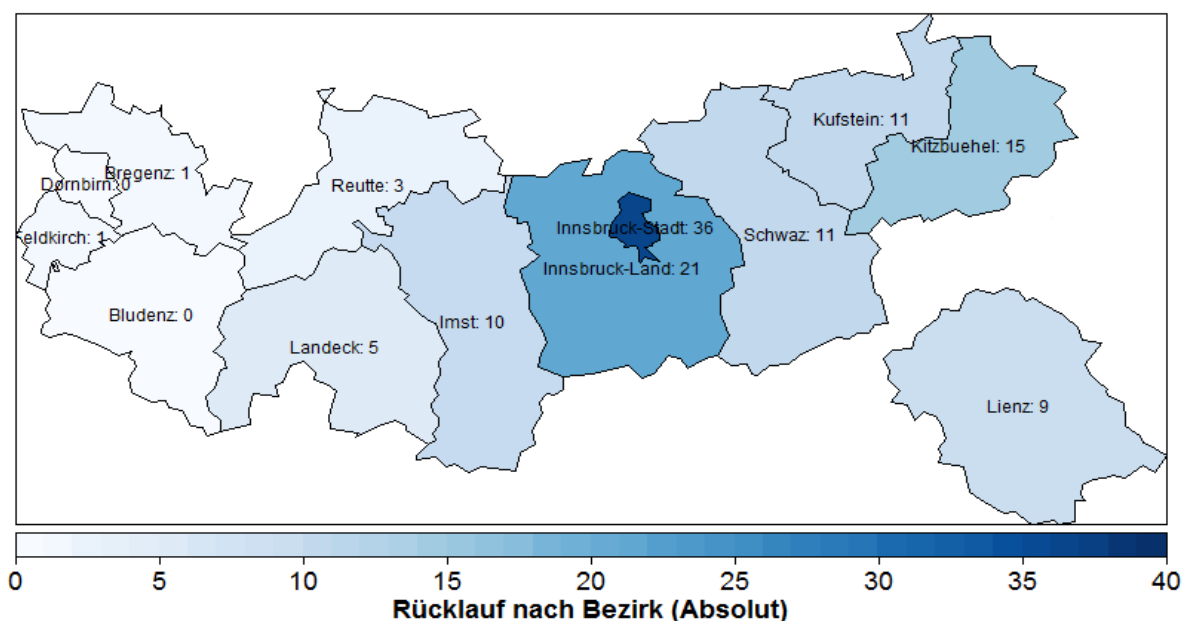 Kufstein: 11
Kitzbuehel: 15
Bregenz: 1
Dornbirn: 0
Reutte: 3
eldkirch: 1
Innsbruck-Stadt: 36
Schwaz: 11
Innsbruck-Land: 21
Bludenz: 0
Imst: 10
Landeck: 5
Lienz: 9
0 5 10 15 20 25 30 35 40
Rücklauf nach Bezirk (Absolut)